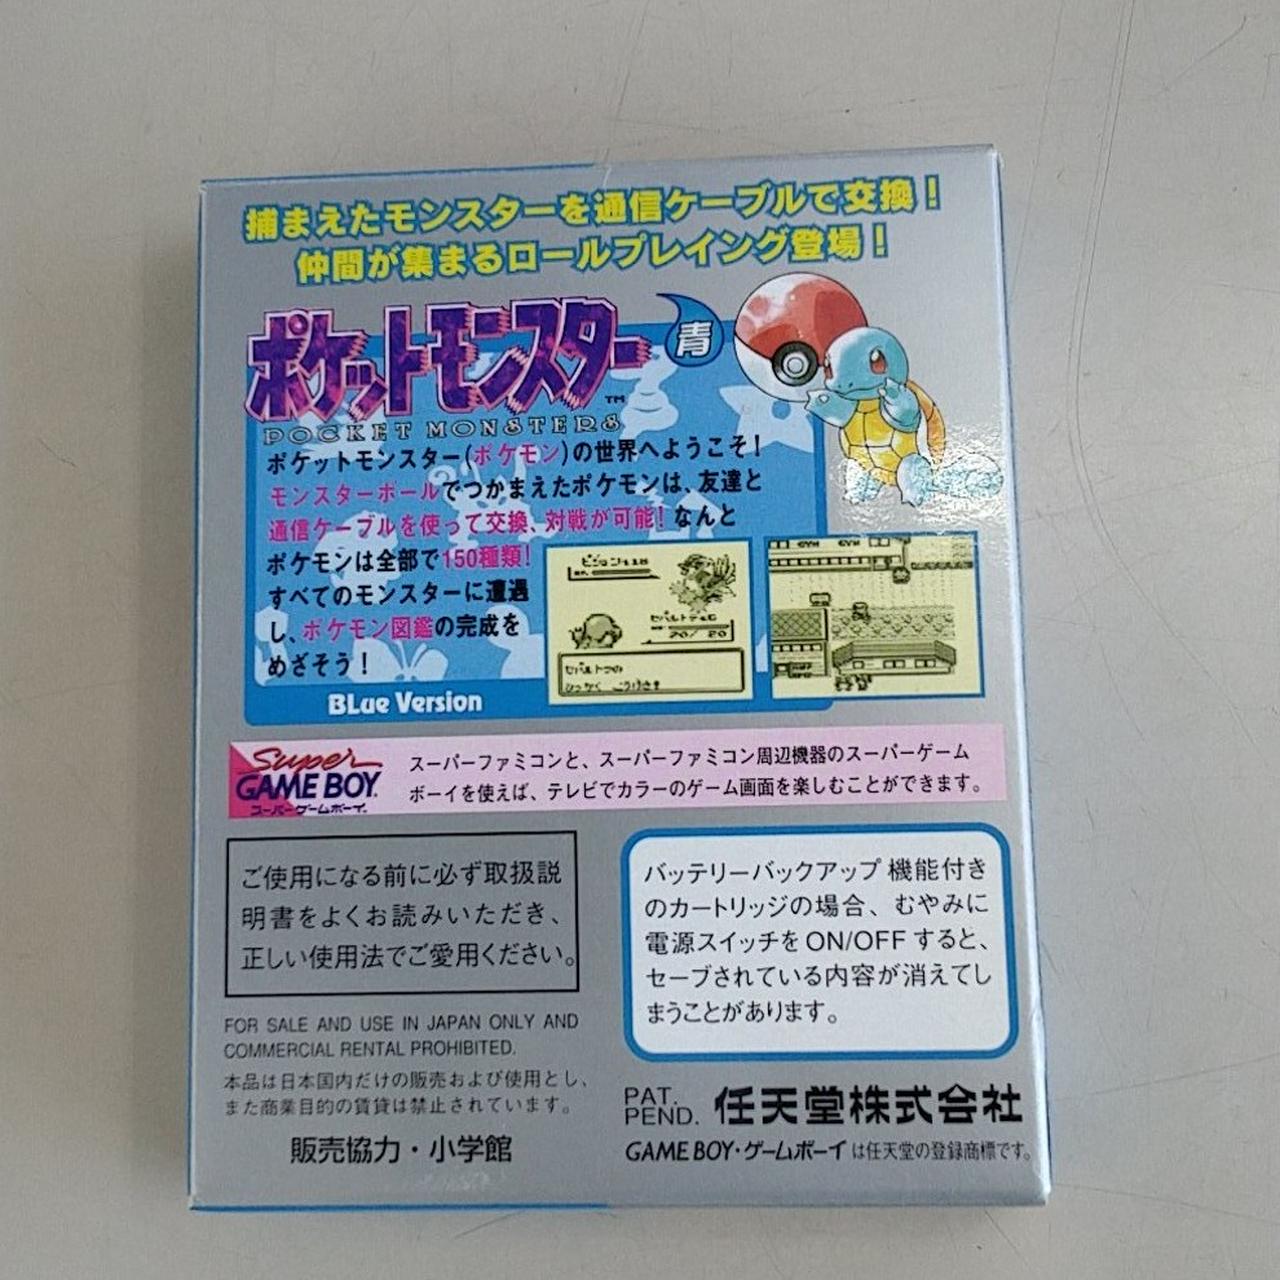 捕まえたモンスターを通信ケーブルで交換！
仲間が集まるロールプレイング登場！
ポケットモンスター™
青
POCKET MONSTERS
ポケットモンスター(ポケモン)の世界へようこそ！
モンスターボールでつかまえたポケモンは、友達と
通信ケーブルを使って交換、対戦が可能！なんと
ポケモンは全部で150種類！
すべてのモンスターに遭遇
し、ポケモン図鑑の完成を
めざそう！
20/ 20
BLue Version
Super
GAME BOY
スーパーゲームボーイ
スーパーファミコンと、スーパーファミコン周辺機器のスーパーゲーム
ボーイを使えば、テレビでカラーのゲーム画面を楽しむことができます。
ご使用になる前に必ず取扱説
明書をよくお読みいただき、
正しい使用法でご愛用ください。
バッテリーバックアップ機能付き
のカートリッジの場合、むやみに
電源スイッチをON/OFFすると、
セーブされている内容が消えてし
まうことがあります。
FOR SALE AND USE IN JAPAN ONLY AND
COMMERCIAL RENTAL PROHIBITED.
本品は日本国内だけの販売および使用とし、
また商業目的の賃貸は禁止されています。
販売協力・小学館
PAT.
PEND.
任天堂株式会社
GAME BOY・ゲームボーイは任天堂の登録商標です。